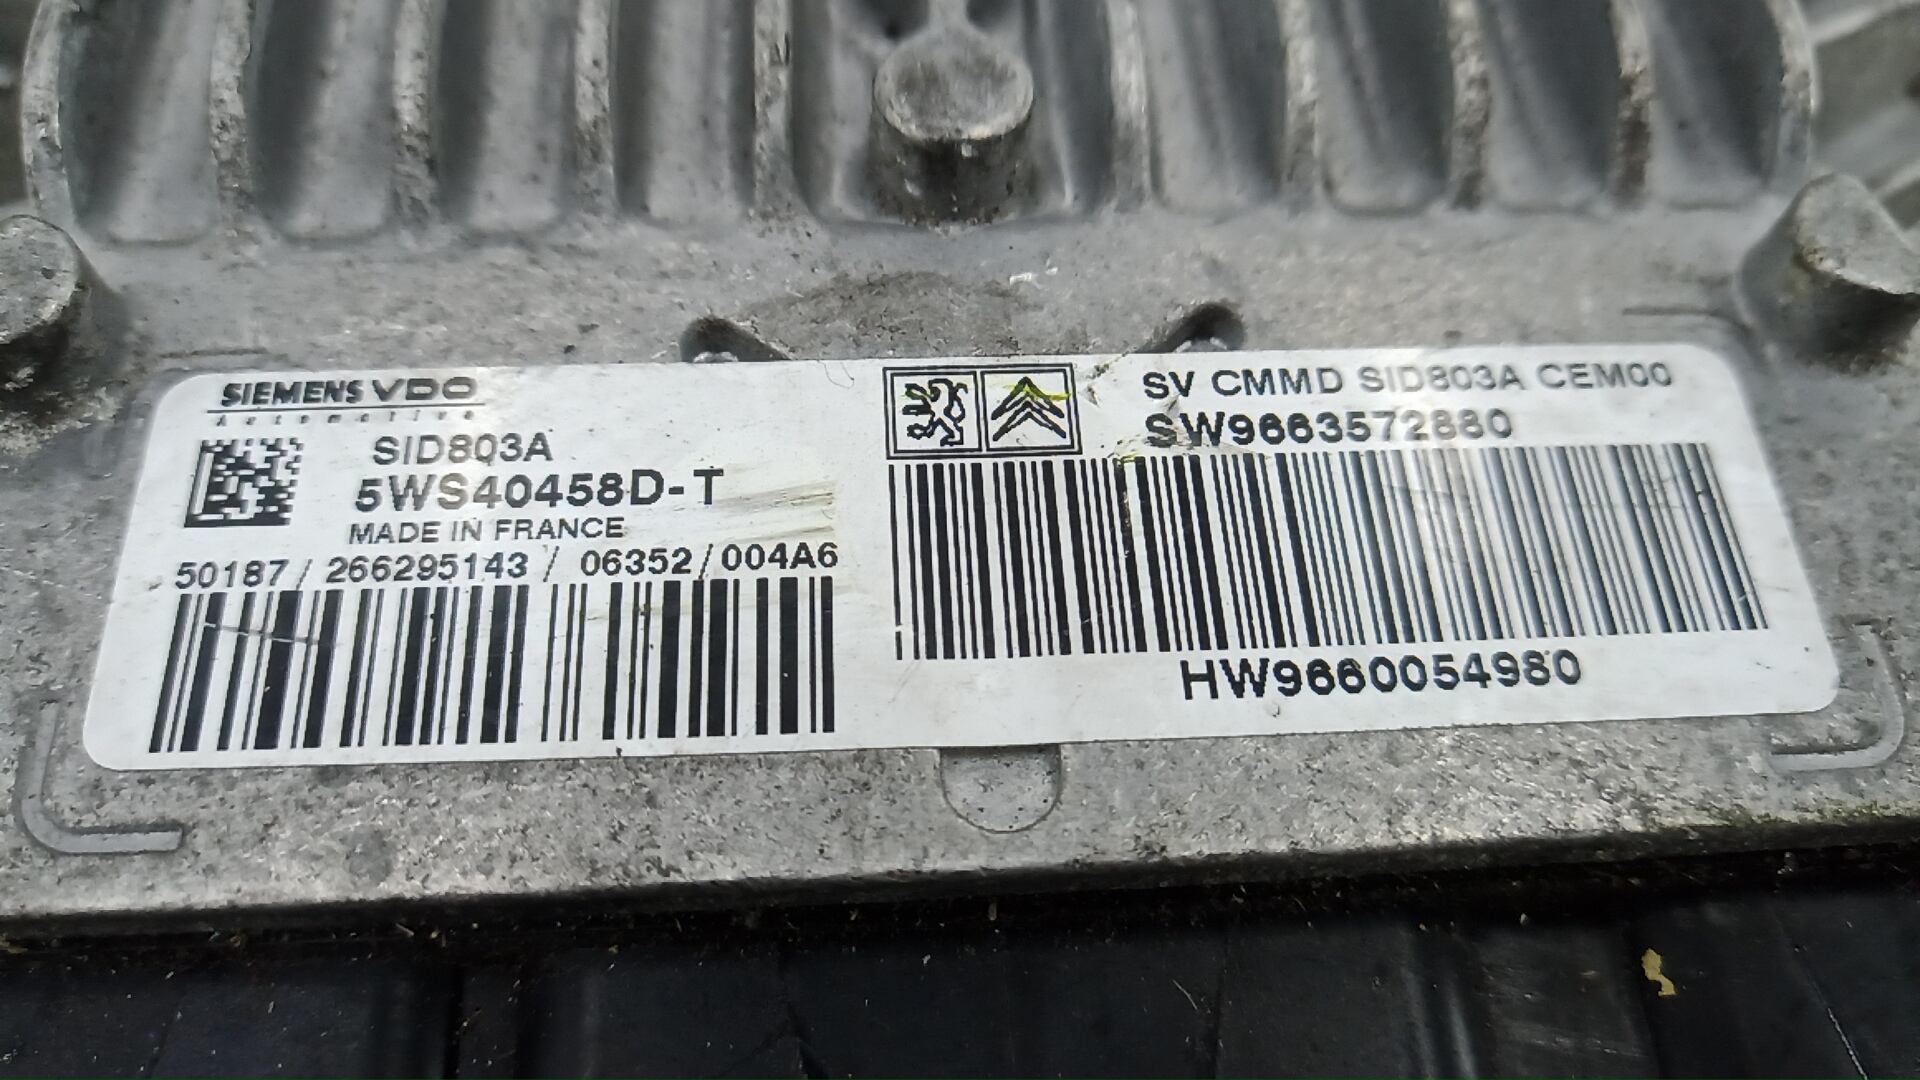 SIEMENS VDO
Automotive
SID803A
5WS40458D-T
MADE IN FRANCE
50187 / 266295143 / 06352 / 004A6
SV CMMD SID803A CEM00
SW9663572880
HW9660054980